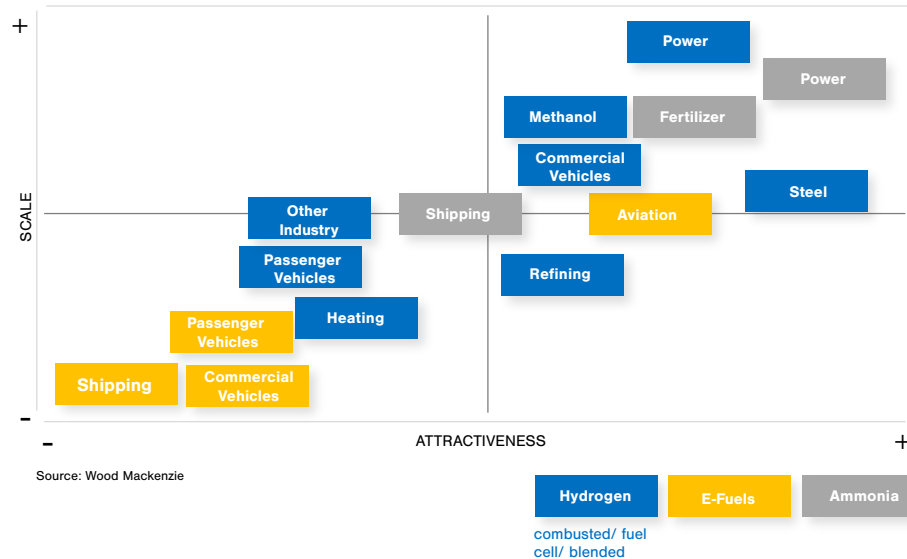 +
Power
Power
Methanol
Fertilizer
Commercial
Vehicles
Steel
SCALE
Other
Industry
Shipping
Aviation
Passenger
Vehicles
Refining
Heating
Passenger
Vehicles
Shipping
Commercial
Vehicles
-
-
ATTRACTIVENESS
+
Source: Wood Mackenzie
Hydrogen
E-Fuels
Ammonia
combusted/ fuel
cell/ blended